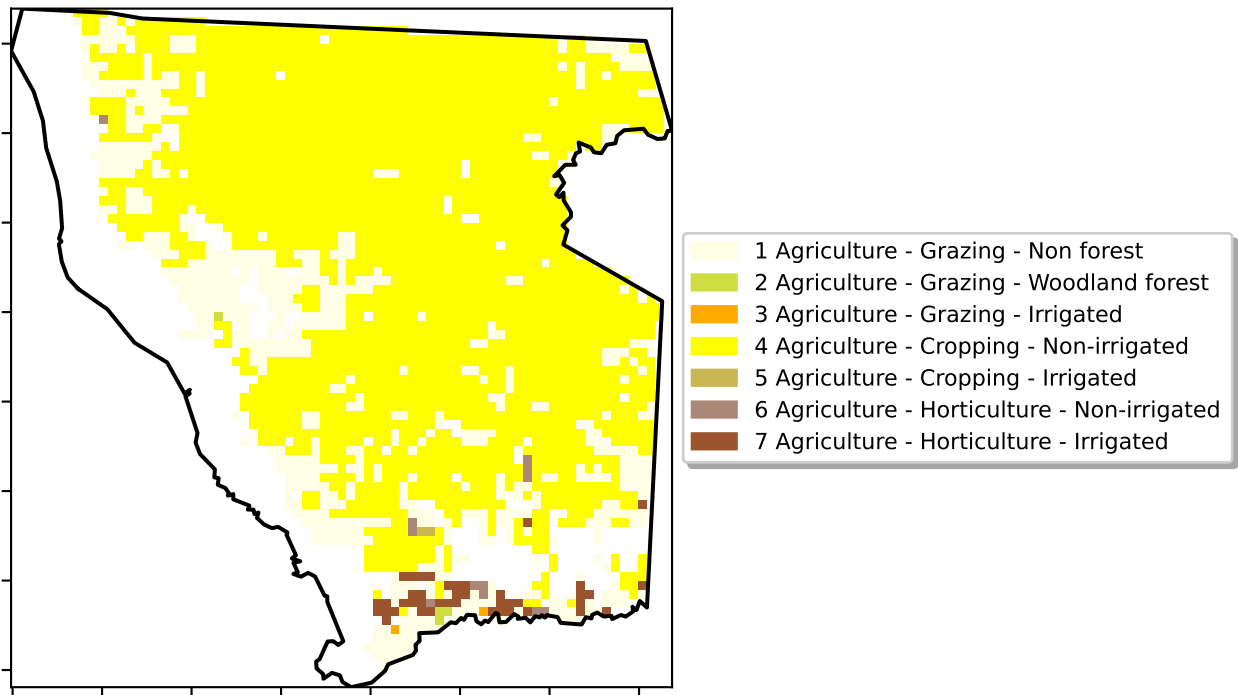 1 Agriculture - Grazing - Non forest
2 Agriculture - Grazing - Woodland forest
3 Agriculture - Grazing - Irrigated
4 Agriculture - Cropping - Non-irrigated
5 Agriculture - Cropping - Irrigated
6 Agriculture - Horticulture - Non-irrigated
7 Agriculture - Horticulture - Irrigated